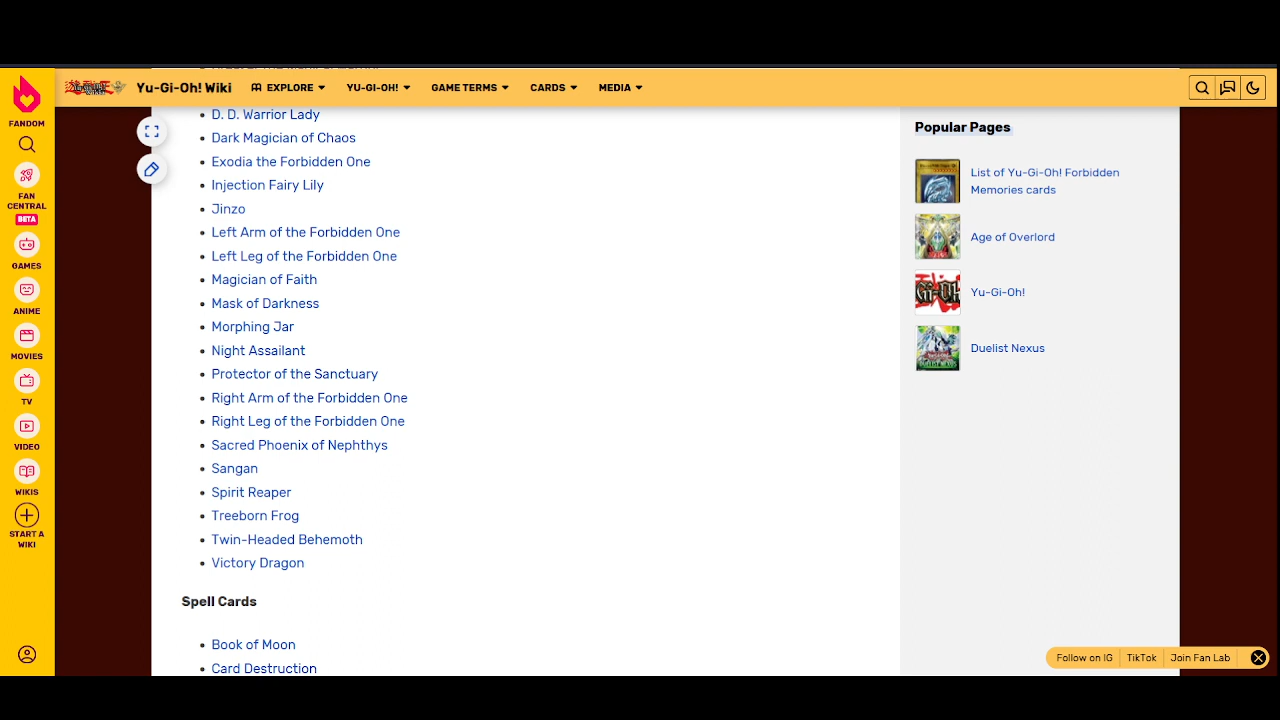 Yu-Gi-Oh! Wiki
EXPLORE
YU-GI-OH!
GAME TERMS
CARDS
MEDIA
FANDOM
FAN
CENTRAL
BETA
GAMES
ANIME
MOVIES
TV
VIDEO
WIKIS
START A
WIKI
D. D. Warrior Lady
Dark Magician of Chaos
Exodia the Forbidden One
Injection Fairy Lily
Jinzo
Left Arm of the Forbidden One
Left Leg of the Forbidden One
Magician of Faith
Mask of Darkness
Morphing Jar
Night Assailant
Protector of the Sanctuary
Right Arm of the Forbidden One
Right Leg of the Forbidden One
Sacred Phoenix of Nephthys
Sangan
Spirit Reaper
Treeborn Frog
Twin-Headed Behemoth
Victory Dragon
Spell Cards
Book of Moon
Card Destruction
Popular Pages
List of Yu-Gi-Oh! Forbidden
Memories cards
Age of Overlord
Yu-Gi-Oh!
Duelist Nexus
Follow on IG
TikTok
Join Fan Lab